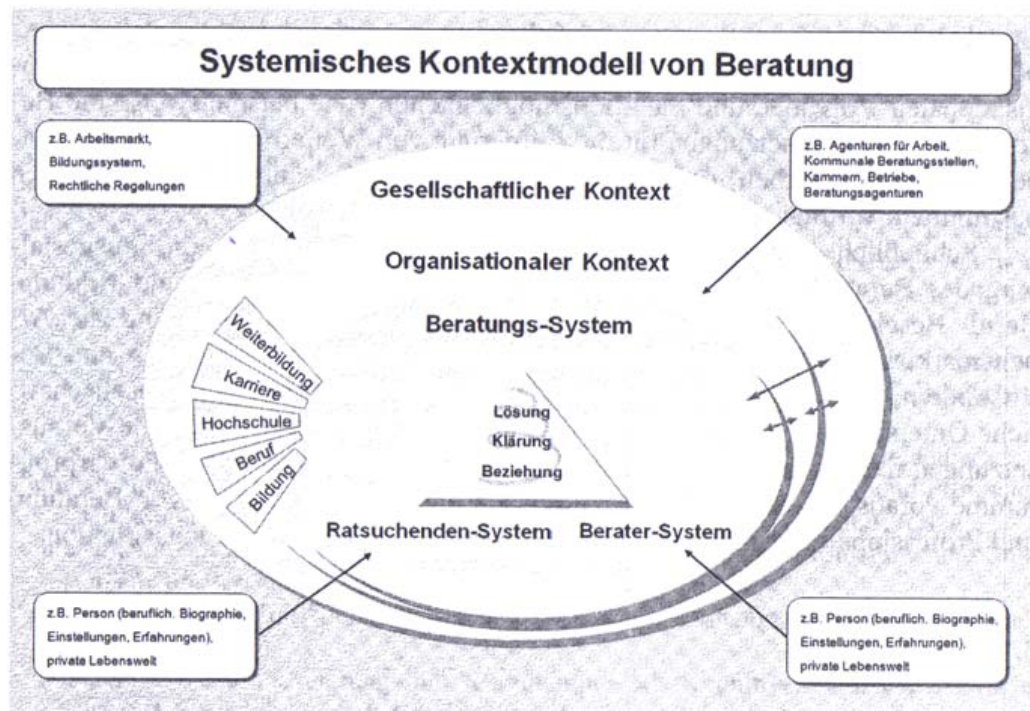 Systemisches Kontextmodell von Beratung
z.B. Arbeitsmarkt,
Bildungssystem,
Rechtliche Regelungen
z.B. Agenturen für Arbeit,
Kommunale Beratungsstellen,
Kammern, Betriebe,
Beratungsagenturen
Gesellschaftlicher Kontext
Organisationaler Kontext
Beratungs-System
Weiterbildung
Karriere
Hochschule
Beruf
Bildung
Lösung
Klärung
Beziehung
Ratsuchenden-System
Berater-System
z.B. Person (beruflich. Biographie,
Einstellungen, Erfahrungen),
private Lebenswelt
z.B. Person (beruflich. Biographie,
Einstellungen, Erfahrungen),
private Lebenswelt